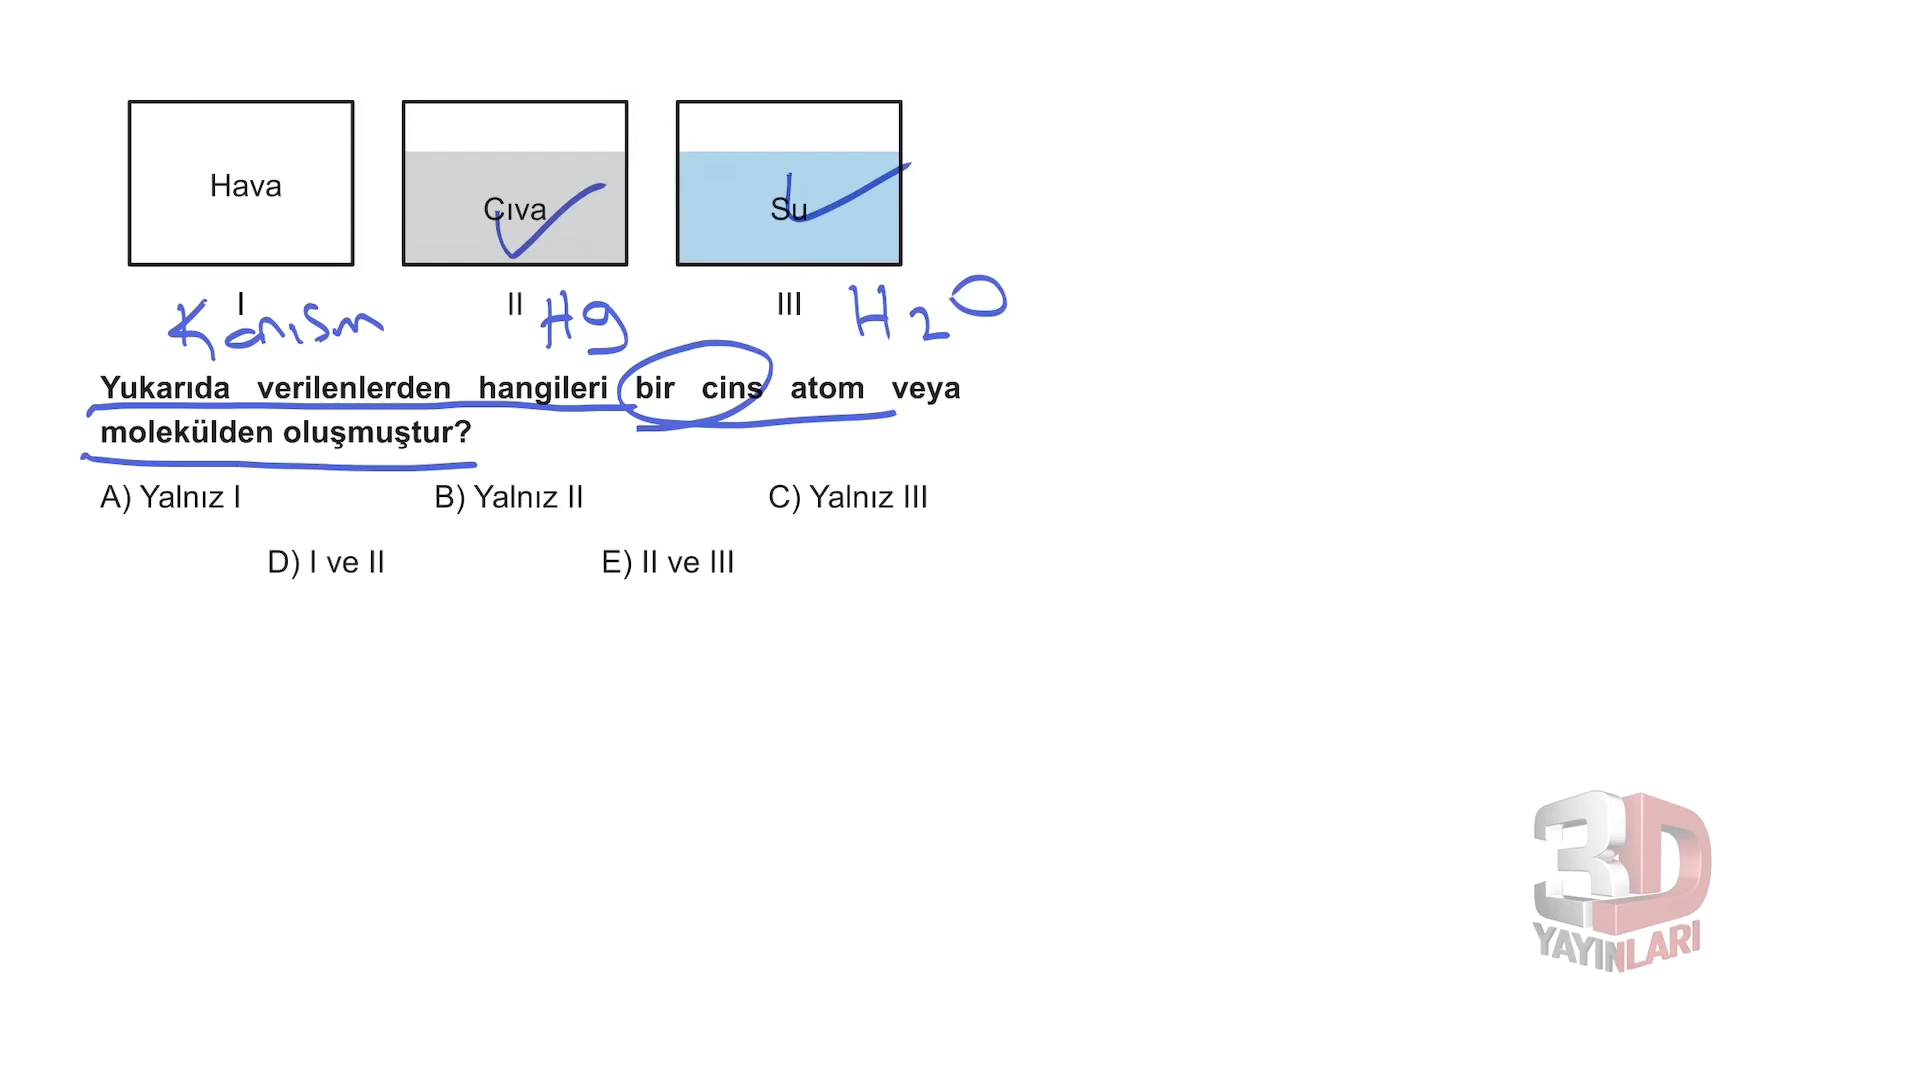 Hava
Cıva
Su
I
II
III
Karışım
Hg
H2O
Yukarıda verilenlerden hangileri bir cins atom veya
molekülden oluşmuştur?
A) Yalnız I
B) Yalnız II
C) Yalnız III
D) I ve II
E) II ve III
3D
YAYINLARI